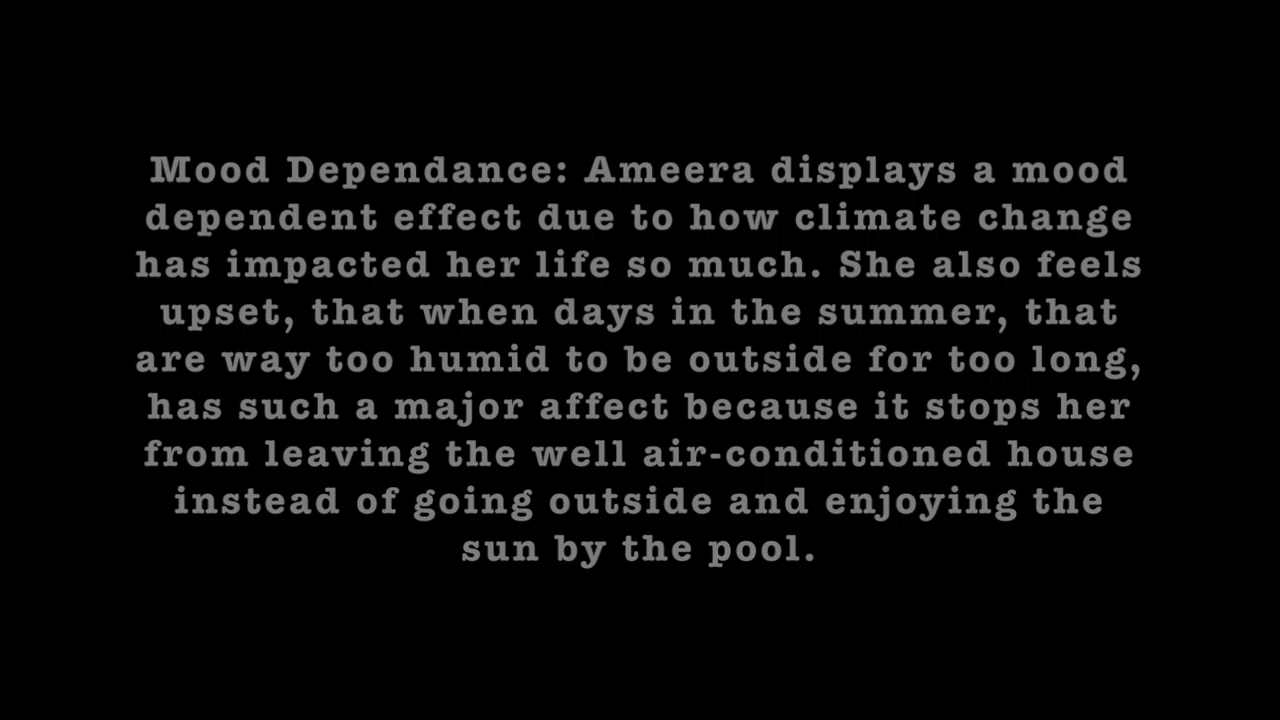 Mood Dependance: Ameera displays a mood
dependent effect due to how climate change
has impacted her life so much. She also feels
upset, that when days in the summer, that
are way too humid to be outside for too long,
has such a major affect because it stops her
from leaving the well air-conditioned house
instead of going outside and enjoying the
sun by the pool.